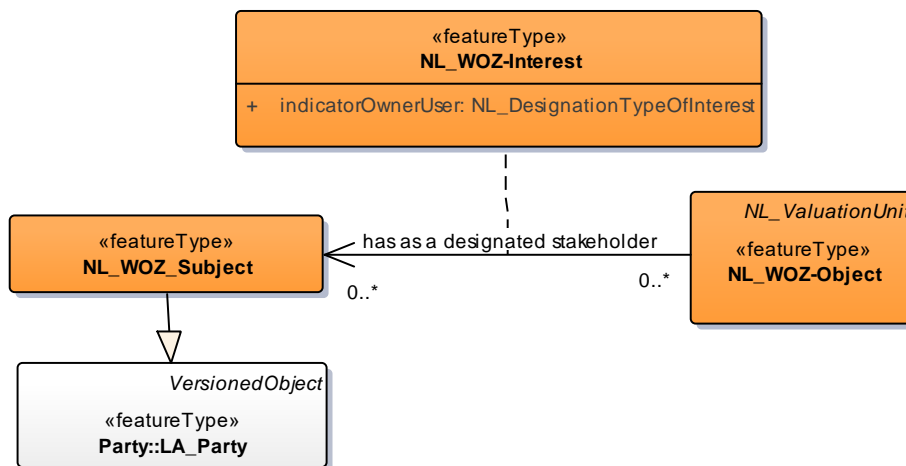 «featureType»
NL_WOZ-Interest
+ indicatorOwnerUser: NL_DesignationTypeOfInterest
NL_ValuationUnit
«featureType»
NL_WOZ_Subject
has as a designated stakeholder
«featureType»
NL_WOZ-Object
0..*
0..*
VersionedObject
«featureType»
Party::LA_Party